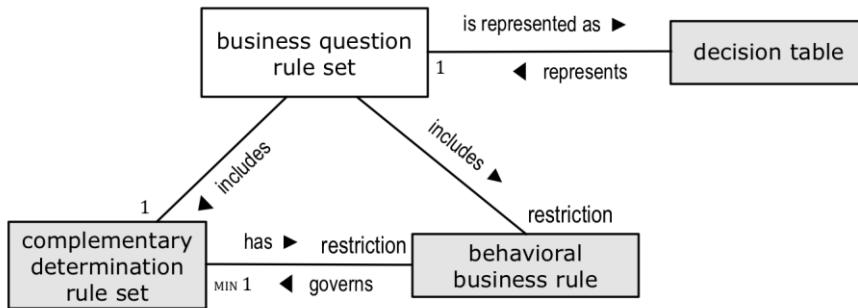 business question
rule set
is represented as ►
1
◄ represents
decision table
◄ includes
includes ►
1
restriction
complementary
determination
rule set
has ►
restriction
MIN 1
◄ governs
behavioral
business rule